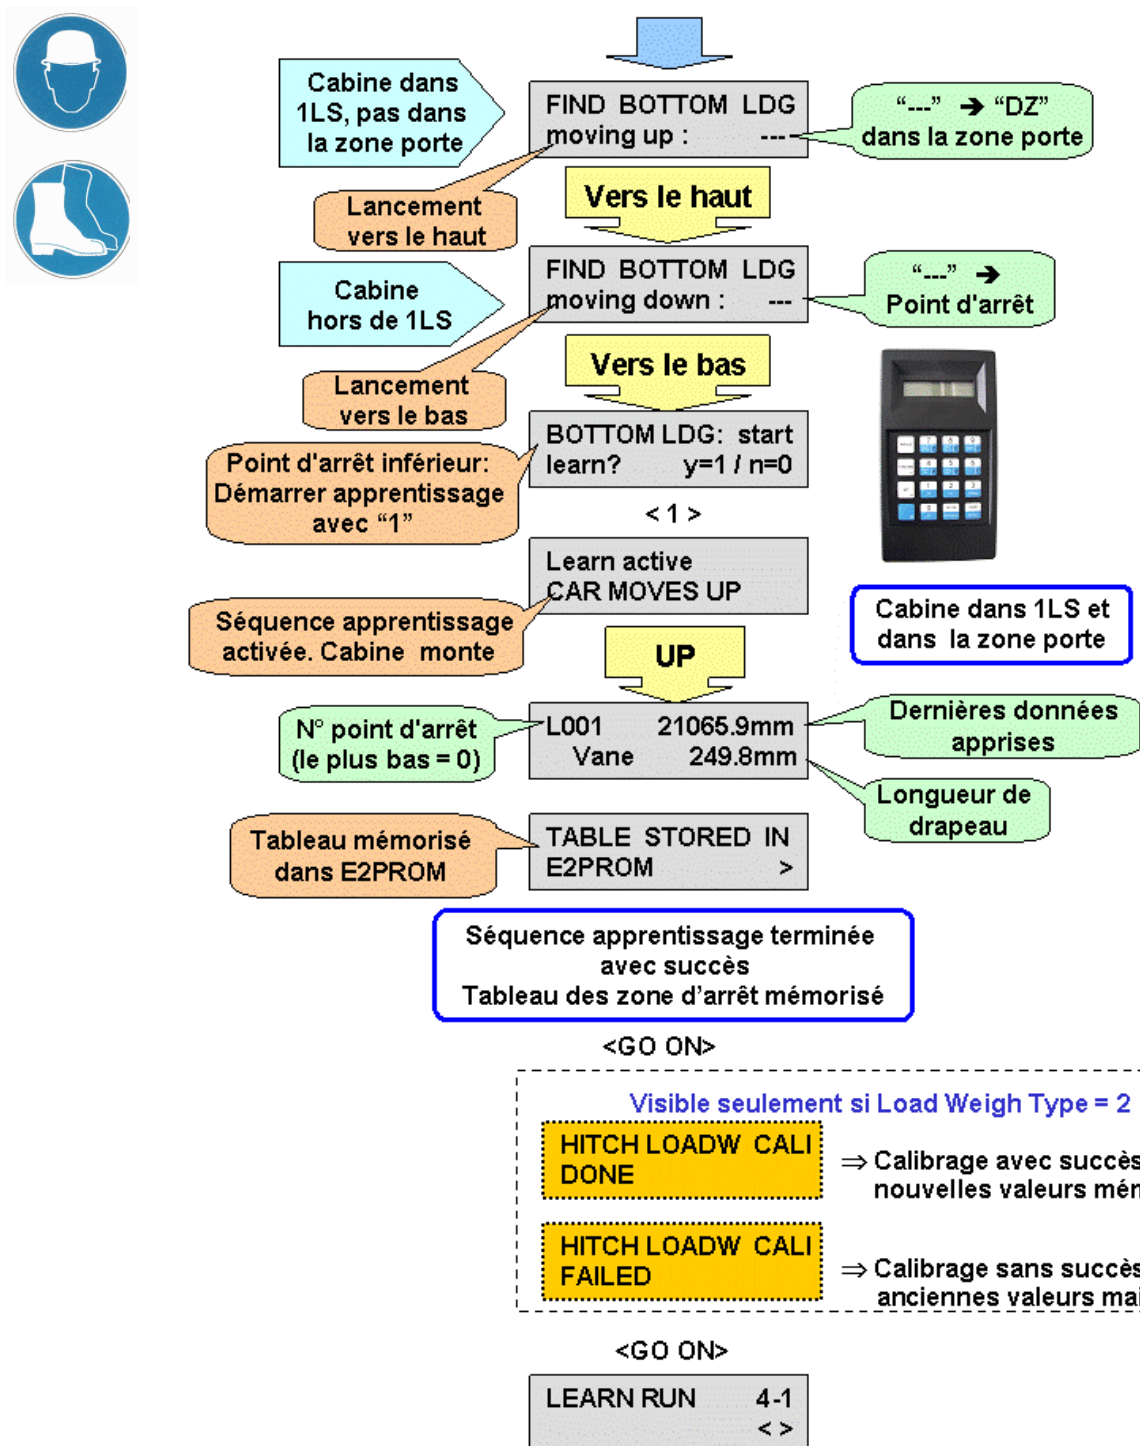 Cabine dans
1LS, pas dans
la zone porte
FIND BOTTOM LDG
moving up : ---
“---” ➔ “DZ”
dans la zone porte
Lancement
vers le haut
Vers le haut
Cabine
hors de 1LS
FIND BOTTOM LDG
moving down : ---
“---” ➔
Point d'arrêt
Lancement
vers le bas
Vers le bas
Point d'arrêt inférieur:
Démarrer apprentissage
avec “1”
BOTTOM LDG: start
learn? y=1 / n=0
< 1 >
Learn active
CAR MOVES UP
Séquence apprentissage
activée. Cabine monte
Cabine dans 1LS et
dans la zone porte
UP
N° point d'arrêt
(le plus bas = 0)
L001 21065.9mm
Vane 249.8mm
Dernières données
apprises
Longueur de
drapeau
Tableau mémorisé
dans E2PROM
TABLE STORED IN
E2PROM >
Séquence apprentissage terminée
avec succès
Tableau des zone d’arrêt mémorisé
<GO ON>
Visible seulement si Load Weigh Type = 2
HITCH LOADW CALI
DONE
⇒ Calibrage avec succès
nouvelles valeurs
HITCH LOADW CALI
FAILED
⇒ Calibrage sans succès
anciennes valeurs
<GO ON>
LEARN RUN 4-1
< >